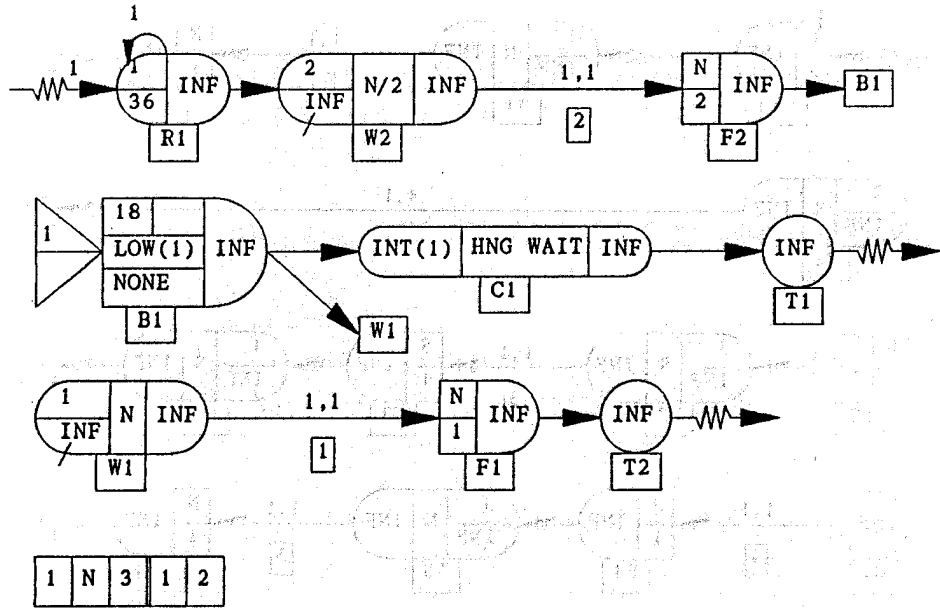 1
1 1 INF 2 N/2 INF 1,1 N INF B1
36 INF 2 2
R1 W2 F2
1 18 INF INT(1) HNG WAIT INF INF
LOW(1)
NONE C1 T1
B1 W1
1 N INF 1,1 N INF INF
INF 1 1
W1 F1 T2
1 N 3 1 2